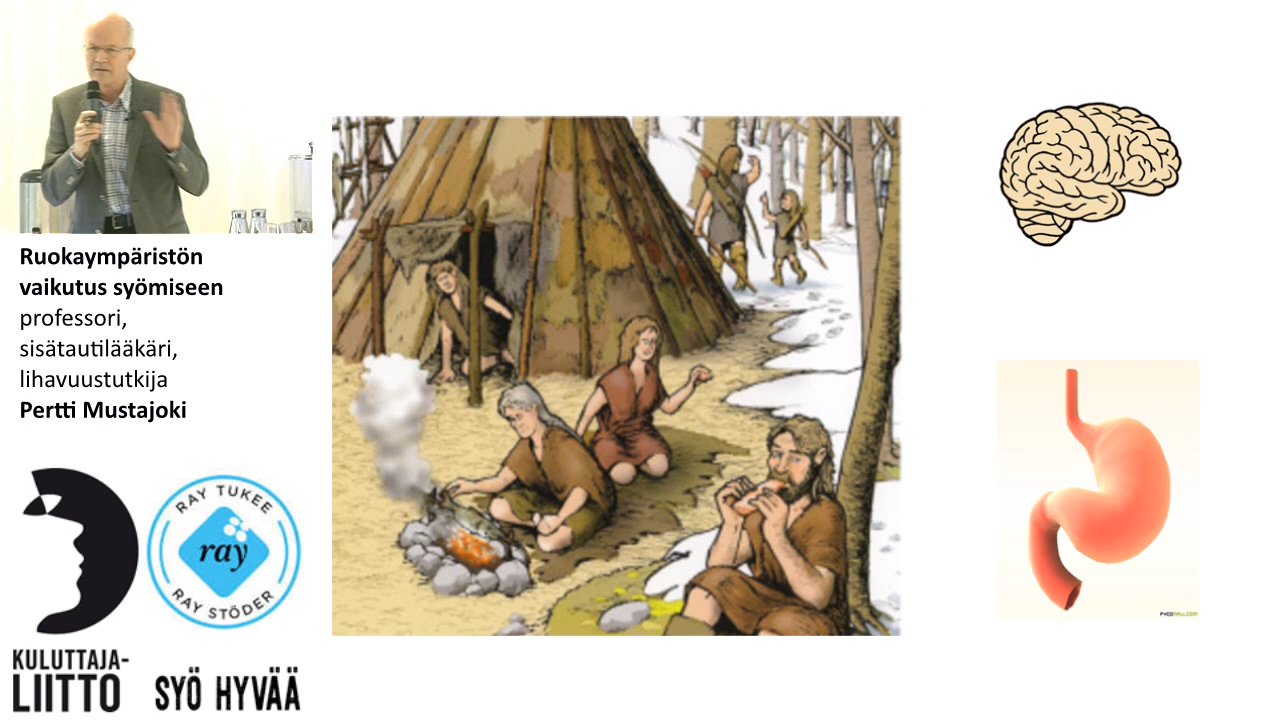 Ruokaympäristön
vaikutus syömiseen
professori,
sisätautilääkäri,
lihavuustutkija
Pertti Mustajoki
RAY TUKEE
ray
RAY STÖDER
KULUTTAJA-
LIITTO
SYÖ HYVÄÄ